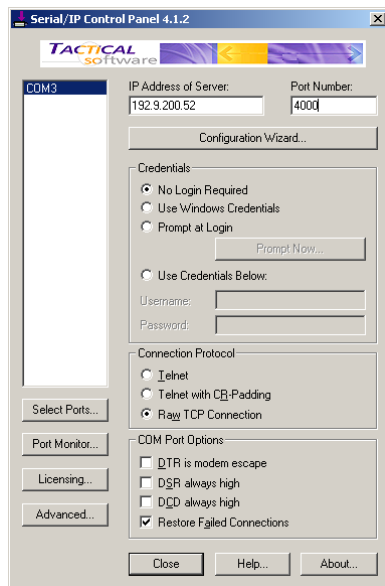 Serial/IP Control Panel 4.1.2
TACTICAL
software
COM3
IP Address of Server: Port Number:
192.9.200.52 4000
Configuration Wizard...
Credentials
No Login Required
Use Windows Credentials
Prompt at Login
Prompt Now...
Use Credentials Below:
Username:
Password:
Connection Protocol
Telnet
Telnet with CR-Padding
Raw TCP Connection
Select Ports...
Port Monitor...
Licensing...
Advanced...
COM Port Options
DTR is modem escape
DSR always high
DCD always high
Restore Failed Connections
Close Help... About...